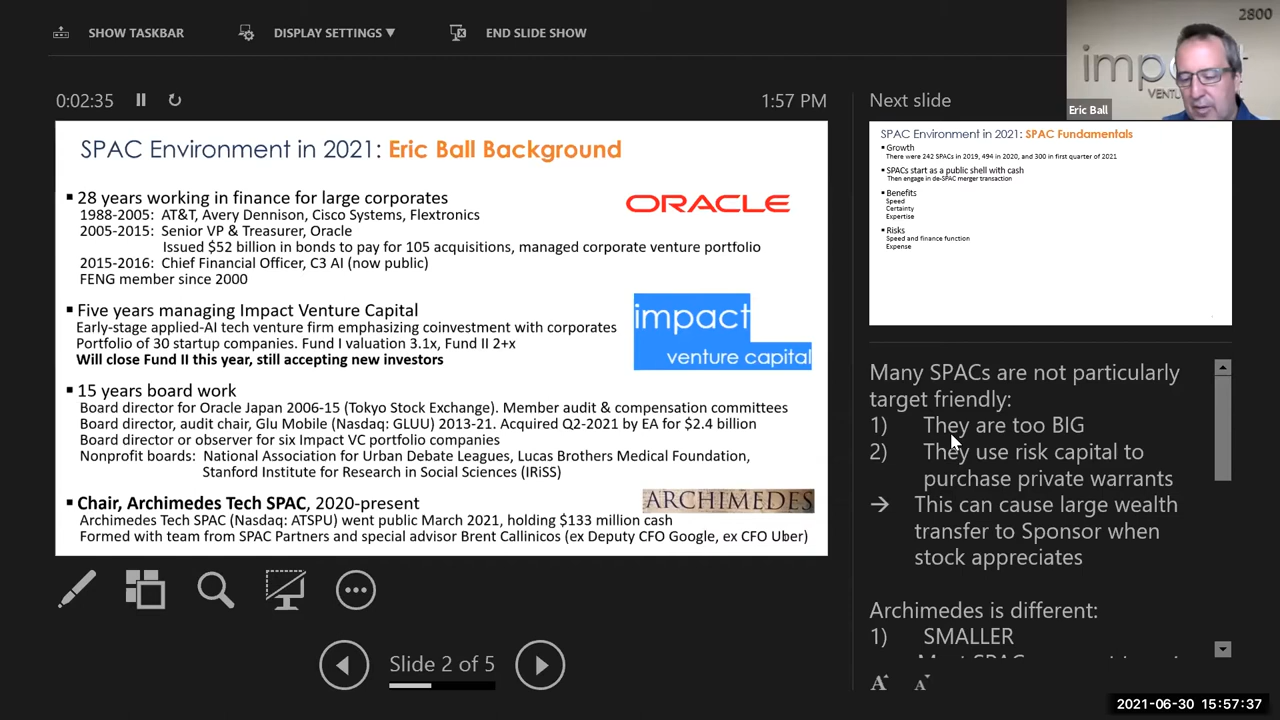 SHOW TASKBAR
DISPLAY SETTINGS ▼
END SLIDE SHOW
2800
impact
VENTURE
Eric Ball
0:02:35
1:57 PM
SPAC Environment in 2021: Eric Ball Background
▪ 28 years working in finance for large corporates
1988-2005: AT&T, Avery Dennison, Cisco Systems, Flextronics
2005-2015: Senior VP & Treasurer, Oracle
Issued $52 billion in bonds to pay for 105 acquisitions, managed corporate venture portfolio
2015-2016: Chief Financial Officer, C3 AI (now public)
FENG member since 2000
ORACLE
▪ Five years managing Impact Venture Capital
Early-stage applied-AI tech venture firm emphasizing coinvestment with corporates
Portfolio of 30 startup companies. Fund I valuation 3.1x, Fund II 2+x
Will close Fund II this year, still accepting new investors
impact
venture capital
▪ 15 years board work
Board director for Oracle Japan 2006-15 (Tokyo Stock Exchange). Member audit & compensation committees
Board director, audit chair, Glu Mobile (Nasdaq: GLUU) 2013-21. Acquired Q2-2021 by EA for $2.4 billion
Board director or observer for six Impact VC portfolio companies
Nonprofit boards: National Association for Urban Debate Leagues, Lucas Brothers Medical Foundation,
Stanford Institute for Research in Social Sciences (IRiSS)
▪ Chair, Archimedes Tech SPAC, 2020-present
Archimedes Tech SPAC (Nasdaq: ATSPU) went public March 2021, holding $133 million cash
Formed with team from SPAC Partners and special advisor Brent Callinicos (ex Deputy CFO Google, ex CFO Uber)
ARCHIMEDES
Slide 2 of 5
Next slide
SPAC Environment in 2021: SPAC Fundamentals
▪ Growth
There were 242 SPACs in 2019, 494 in 2020, and 300 in first quarter of 2021
▪ SPACs start as a public shell with cash
Then engage in de-SPAC merger transaction
▪ Benefits
Speed
Certainty
Expertise
▪ Risks
Speed and finance function
Expense
Many SPACs are not particularly
target friendly:
1) They are too BIG
2) They use risk capital to
purchase private warrants
→ This can cause large wealth
transfer to Sponsor when
stock appreciates
Archimedes is different:
1) SMALLER
A A
2021-06-30 15:57:37